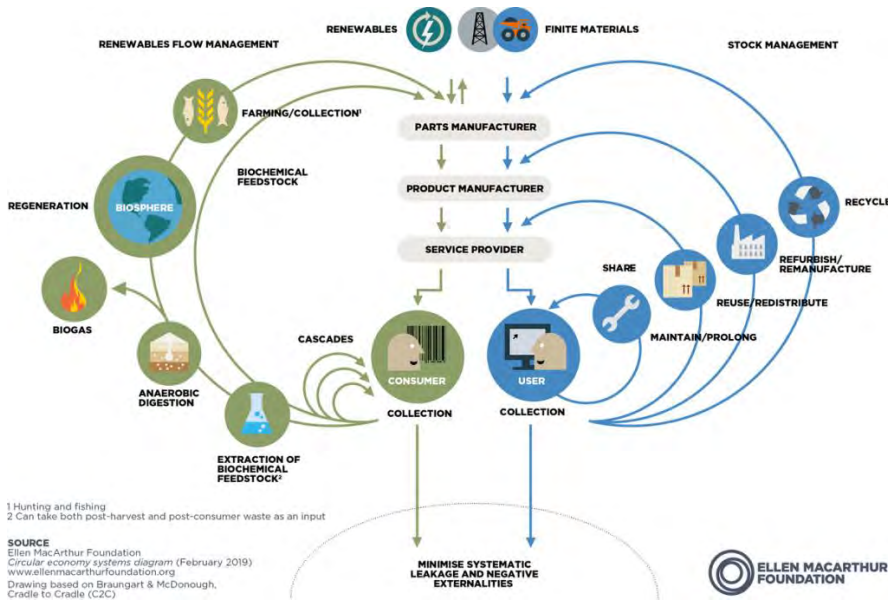 RENEWABLES
FINITE MATERIALS
RENEWABLES FLOW MANAGEMENT
STOCK MANAGEMENT
FARMING/COLLECTION¹
PARTS MANUFACTURER
BIOCHEMICAL
FEEDSTOCK
PRODUCT MANUFACTURER
REGENERATION
BIOSPHERE
RECYCLE
SERVICE PROVIDER
SHARE
REFURBISH/
REMANUFACTURE
REUSE/REDISTRIBUTE
BIOGAS
CASCADES
MAINTAIN/PROLONG
CONSUMER
USER
ANAEROBIC
DIGESTION
COLLECTION
COLLECTION
EXTRACTION OF
BIOCHEMICAL
FEEDSTOCK²
1 Hunting and fishing
2 Can take both post-harvest and post-consumer waste as an input
SOURCE
Ellen MacArthur Foundation
Circular economy systems diagram (February 2019)
www.ellenmacarthurfoundation.org
Drawing based on Braungart & McDonough,
Cradle to Cradle (C2C)
MINIMISE SYSTEMATIC
LEAKAGE AND NEGATIVE
EXTERNALITIES
ELLEN MACARTHUR
FOUNDATION